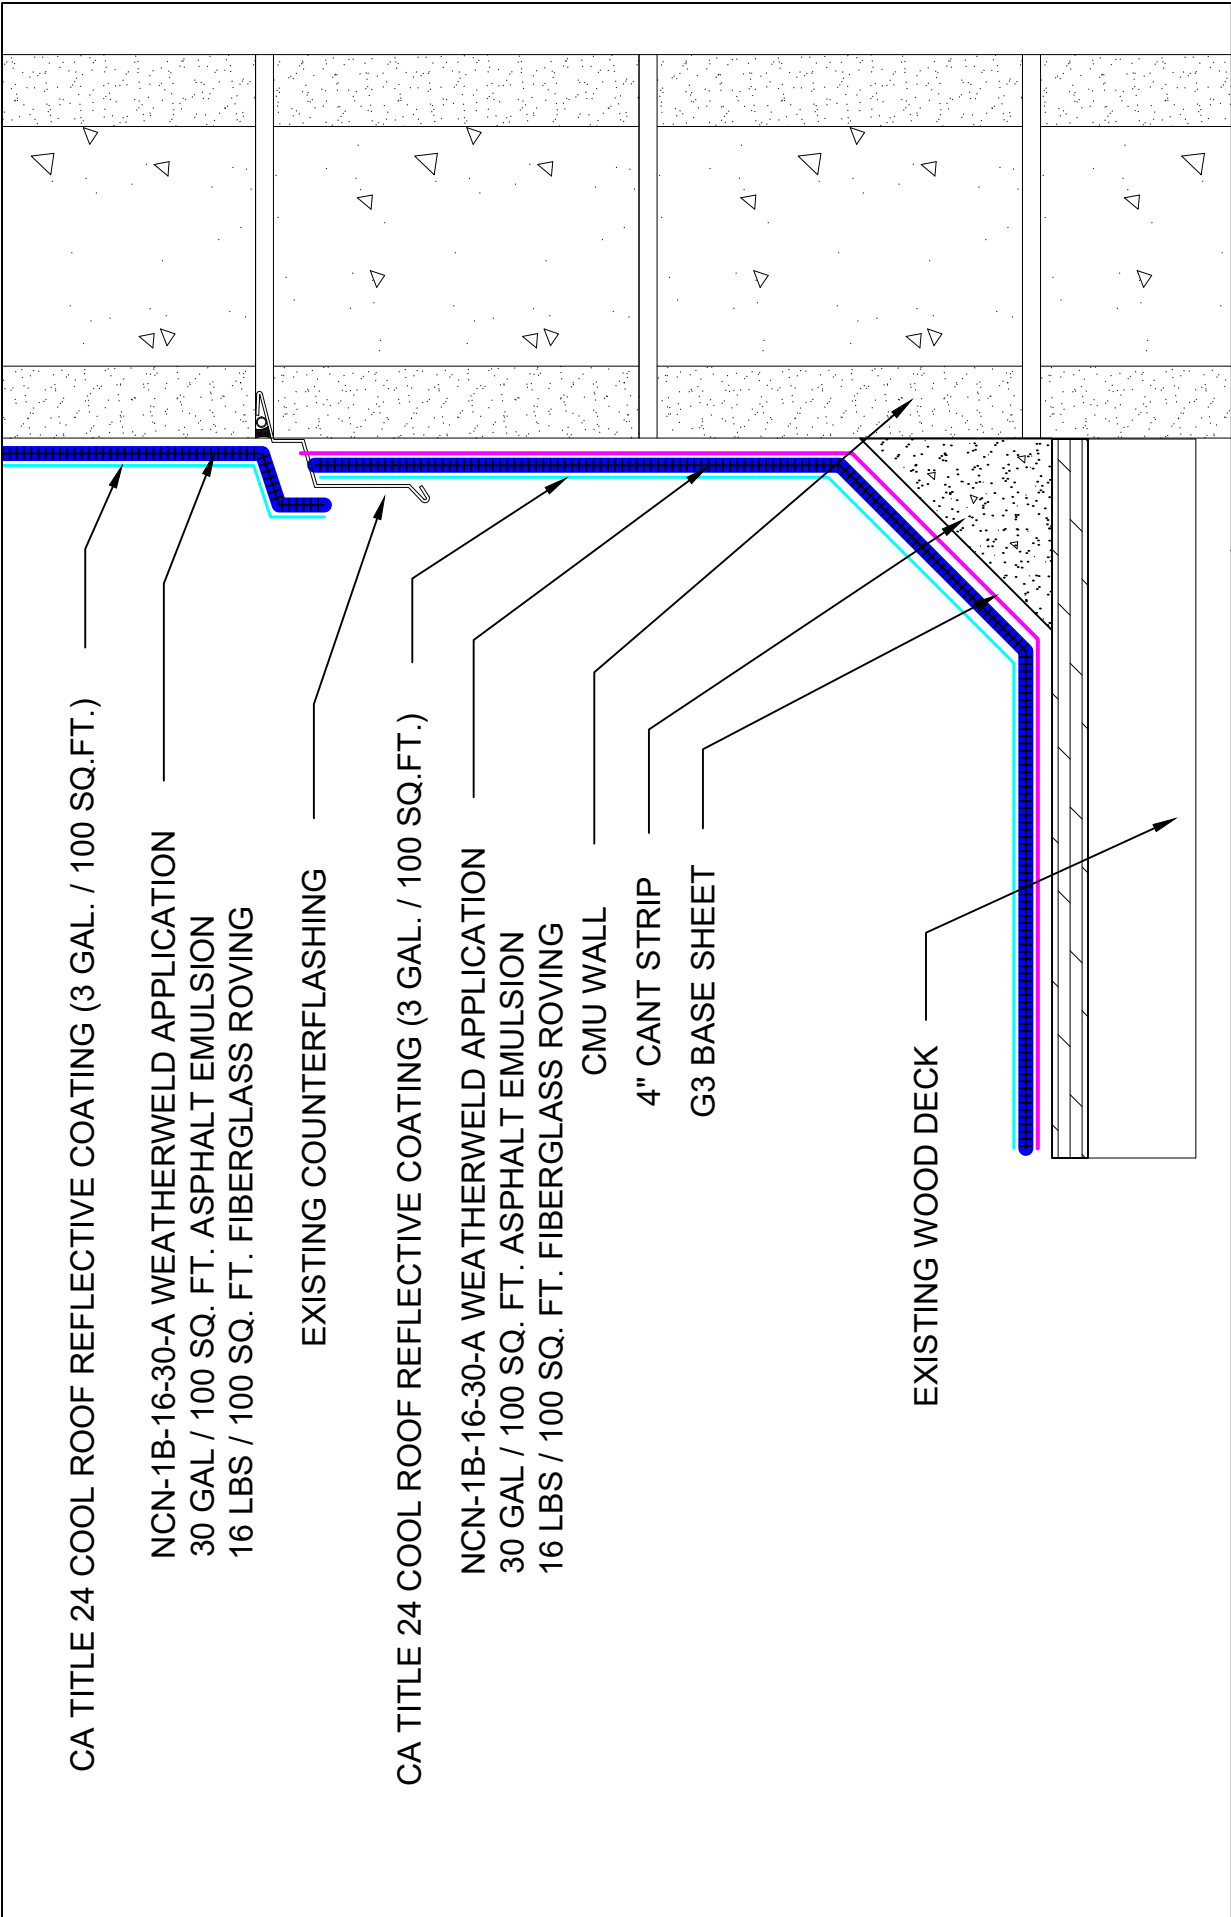 CA TITLE 24 COOL ROOF REFLECTIVE COATING (3 GAL. / 100 SQ.FT.)
NCN-1B-16-30-A WEATHERWELD APPLICATION
30 GAL / 100 SQ. FT. ASPHALT EMULSION
16 LBS / 100 SQ. FT. FIBERGLASS ROVING
EXISTING COUNTERFLASHING
CA TITLE 24 COOL ROOF REFLECTIVE COATING (3 GAL. / 100 SQ.FT.)
NCN-1B-16-30-A WEATHERWELD APPLICATION
30 GAL / 100 SQ. FT. ASPHALT EMULSION
16 LBS / 100 SQ. FT. FIBERGLASS ROVING
CMU WALL
4" CANT STRIP
G3 BASE SHEET
EXISTING WOOD DECK